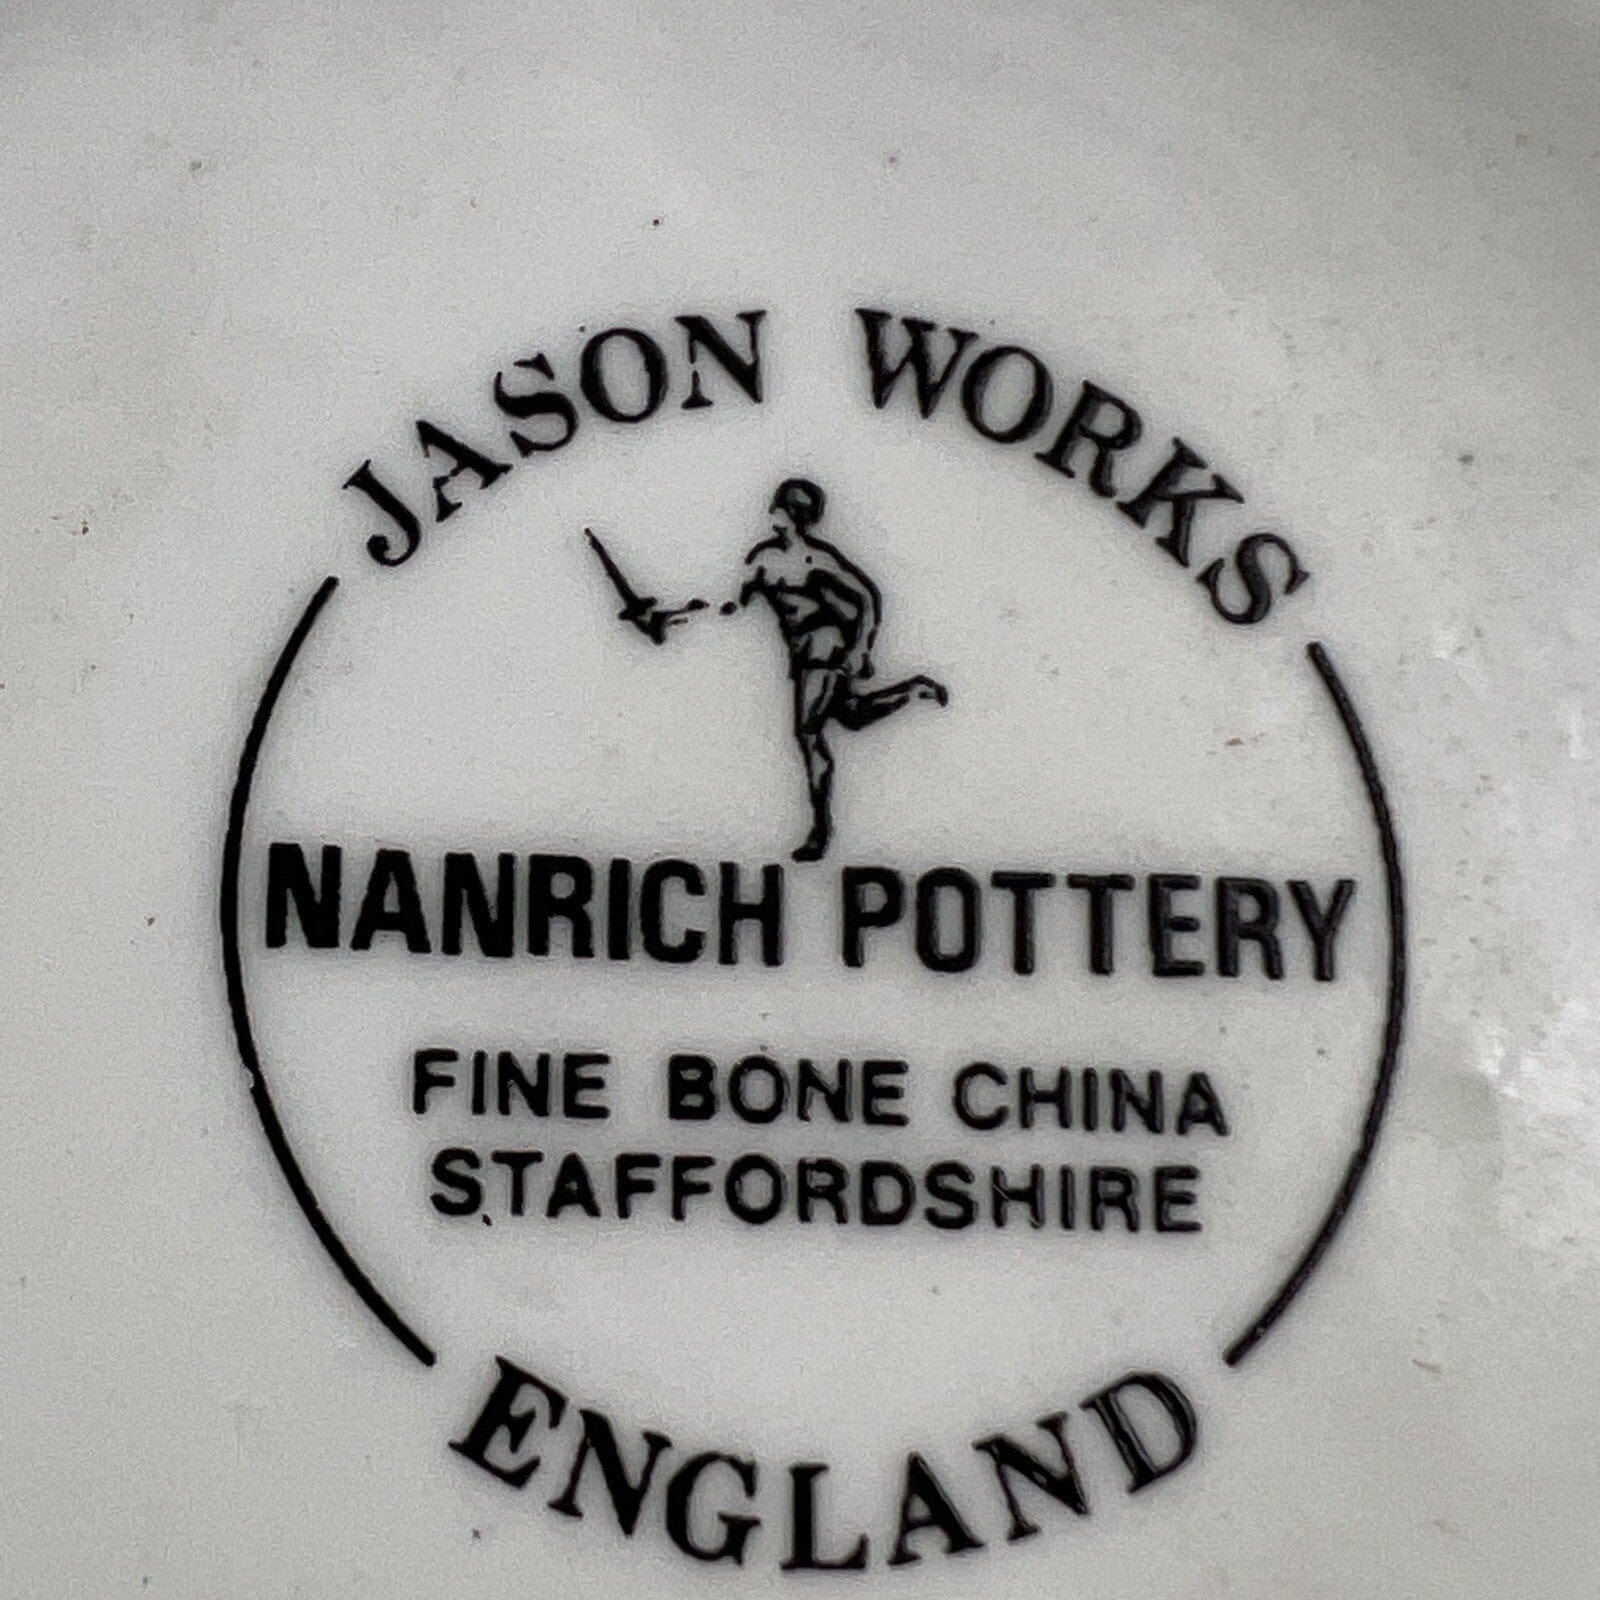 JASON WORKS
NANRICH POTTERY
FINE BONE CHINA
STAFFORDSHIRE
ENGLAND